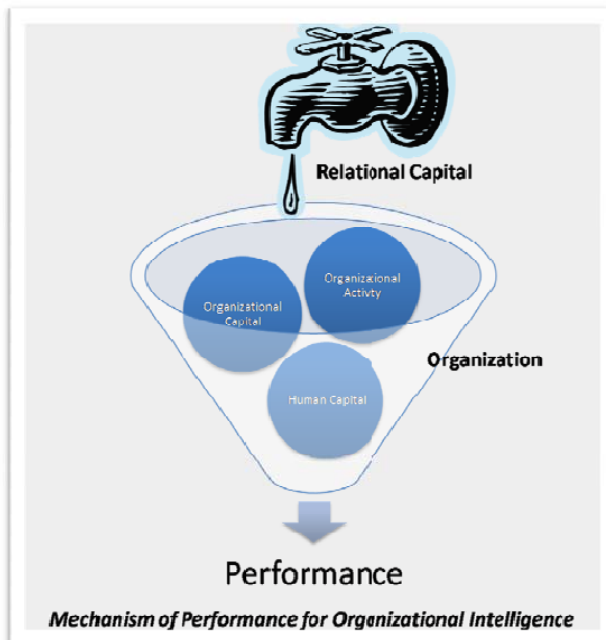 Relational Capital
Organizational
Activty
Organizational
Capital
Organization
Human Capital
Performance
Mechanism of Performance for Organizational Intelligence